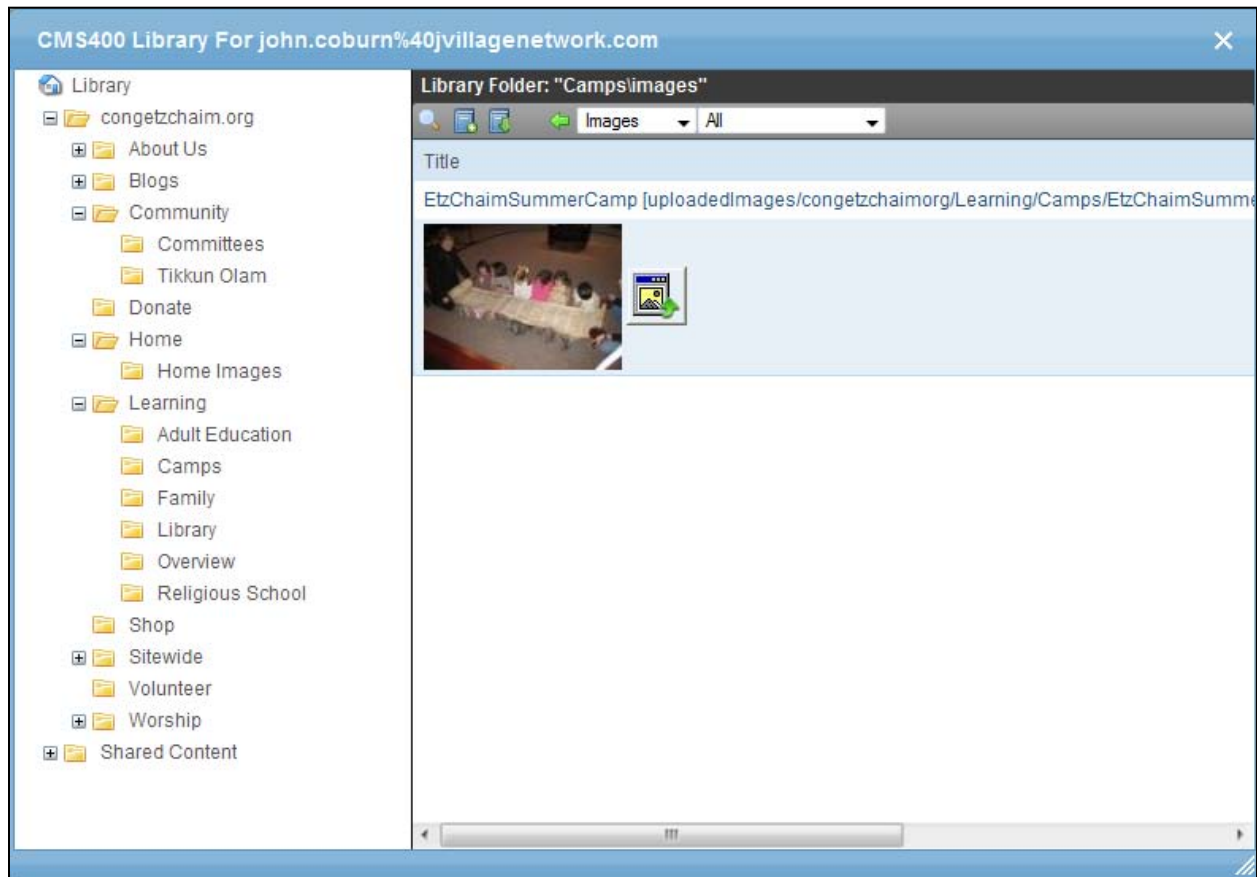 CMS400 Library For john.coburn%40jvillagenetwork.com
Library
congetzchaim.org
About Us
Blogs
Community
Committees
Tikkun Olam
Donate
Home
Home Images
Learning
Adult Education
Camps
Family
Library
Overview
Religious School
Shop
Sitewide
Volunteer
Worship
Shared Content
Library Folder: "Camps\images"
Images All
Title
EtzChaimSummerCamp [uploadedImages/congetzchaimorg/Learning/Camps/EtzChaimSumme